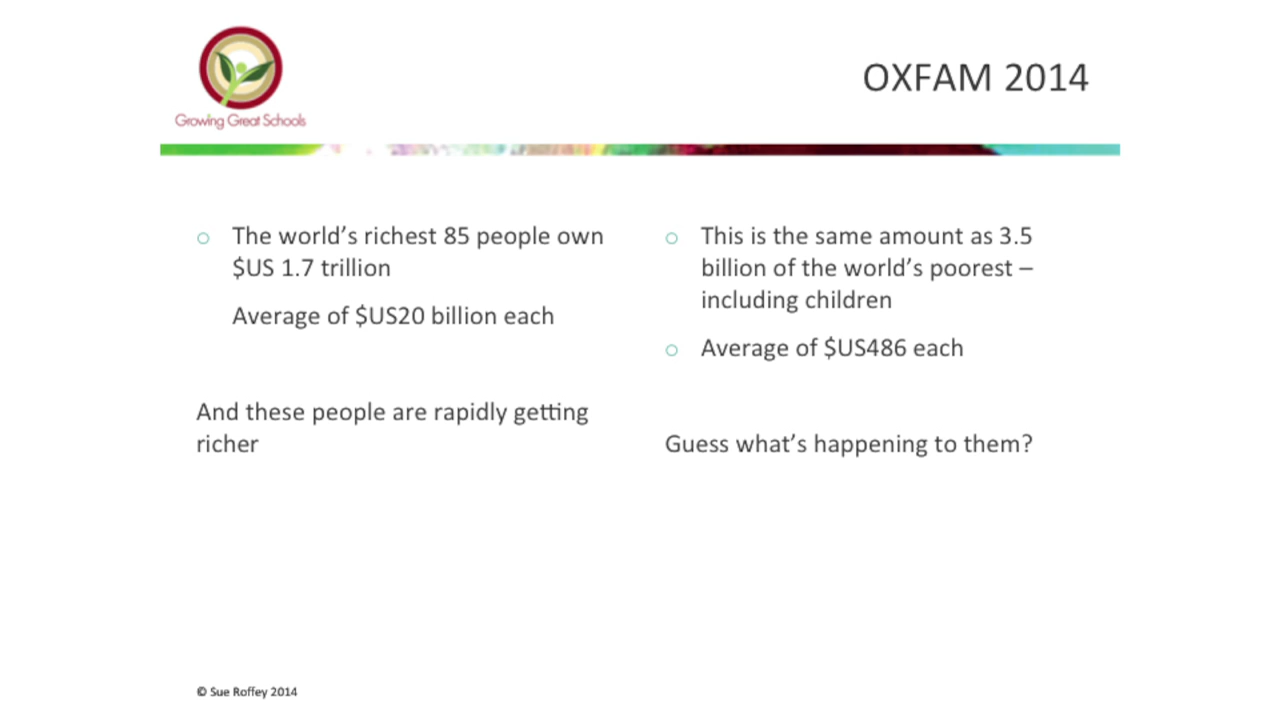 Growing Great Schools
OXFAM 2014
○ The world’s richest 85 people own
$US 1.7 trillion
Average of $US20 billion each
And these people are rapidly getting
richer
○ This is the same amount as 3.5
billion of the world’s poorest –
including children
○ Average of $US486 each
Guess what’s happening to them?
© Sue Roffey 2014